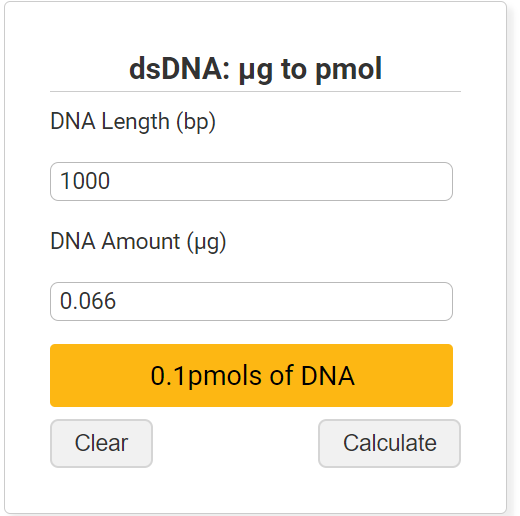 dsDNA: µg to pmol
DNA Length (bp)
1000
DNA Amount (µg)
0.066
0.1pmols of DNA
Clear
Calculate